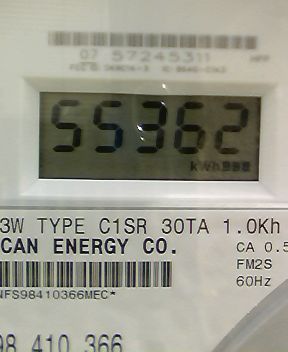 07 57245311
55362
kWh
3W TYPE C1SR 30TA 1.0Kh
CAN ENERGY CO.
CA 0.5
FM2S
60Hz
NFS98410366MEC*
98 410 366